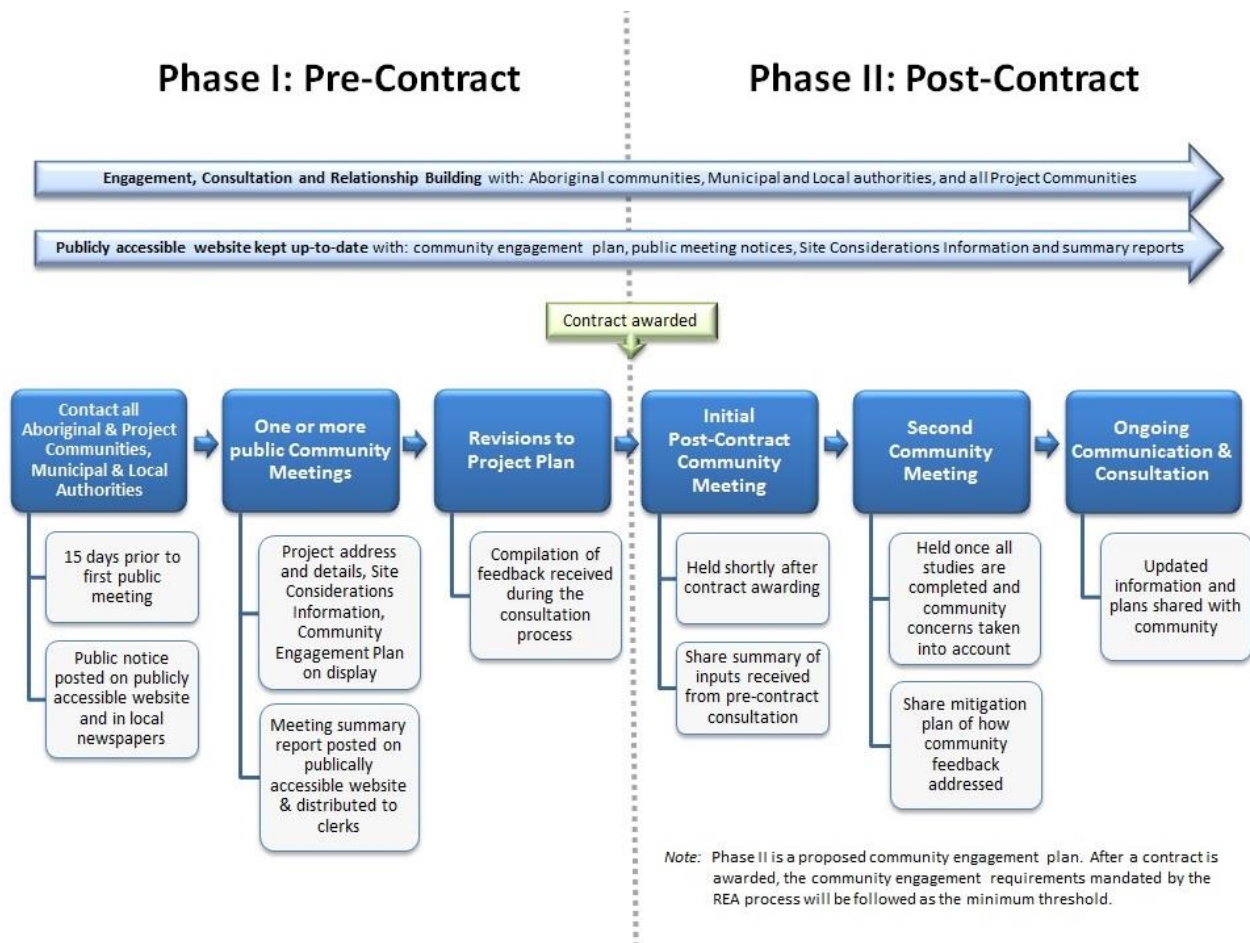 Phase I: Pre-Contract
Phase II: Post-Contract
Engagement, Consultation and Relationship Building with: Aboriginal communities, Municipal and Local authorities, and all Project Communities
Publicly accessible website kept up-to-date with: community engagement plan, public meeting notices, Site Considerations Information and summary reports
Contract awarded
Contact all
Aboriginal & Project
Communities,
Municipal & Local
Authorities
15 days prior to
first public
meeting
Public notice
posted on publicly
accessible website
and in local
newspapers
One or more
public Community
Meetings
Project address
and details, Site
Considerations
Information,
Community
Engagement Plan
on display
Meeting summary
report posted on
publically
accessible website
& distributed to
clerks
Revisions to
Project Plan
Compilation of
feedback received
during the
consultation
process
Initial
Post-Contract
Community
Meeting
Held shortly after
contract awarding
Share summary of
inputs received
from pre-contract
consultation
Second
Community
Meeting
Held once all
studies are
completed and
community
concerns taken
into account
Share mitigation
plan of how
community
feedback
addressed
Ongoing
Communication &
Consultation
Updated
information and
plans shared with
community
Note: Phase II is a proposed community engagement plan. After a contract is
awarded, the community engagement requirements mandated by the
REA process will be followed as the minimum threshold.